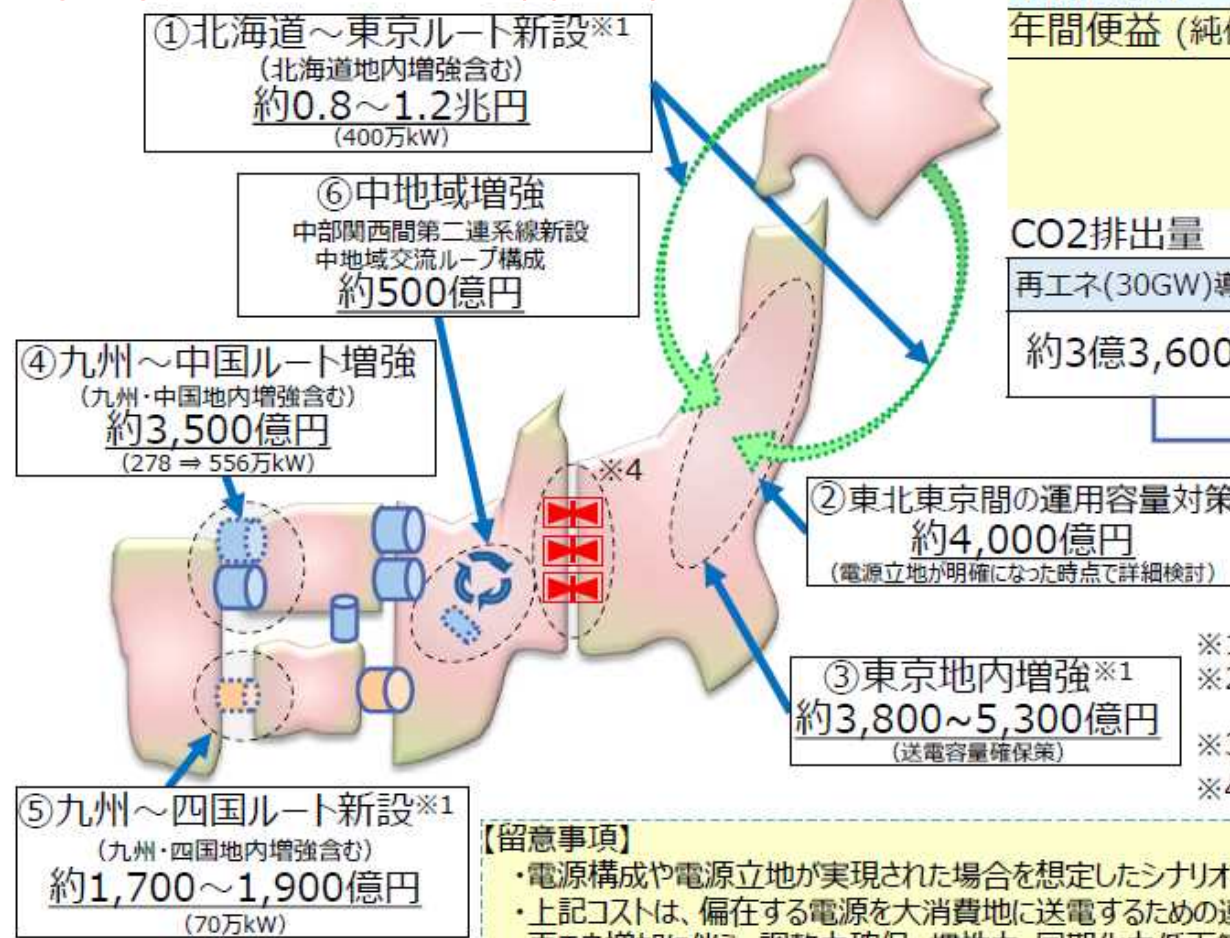 ①北海道~東京ルート新設※1
(北海道地内増強含む)
約0.8~1.2兆円
(400万kW)
⑥中地域増強
中部関西間第二連系線新設
中地域交流ループ構成
約500億円
④九州~中国ルート増強
(九州・中国地内増強含む)
約3,500億円
(278 ⇒ 556万kW)
※4
②東北東京間の運用容量対策
約4,000億円
(電源立地が明確になった時点で詳細検討)
③東京地内増強※1
約3,800~5,300億円
(送電容量確保策)
⑤九州~四国ルート新設※1
(九州・四国地内増強含む)
約1,700~1,900億円
(70万kW)
年間便益 (純
CO2排出量
再エネ(30GW)導
約3億3,600
※1
※2
※3
※4
【留意事項】
・電源構成や電源立地が実現された場合を想定したシナリオ
・上記コストは、偏在する電源を大消費地に送電するための